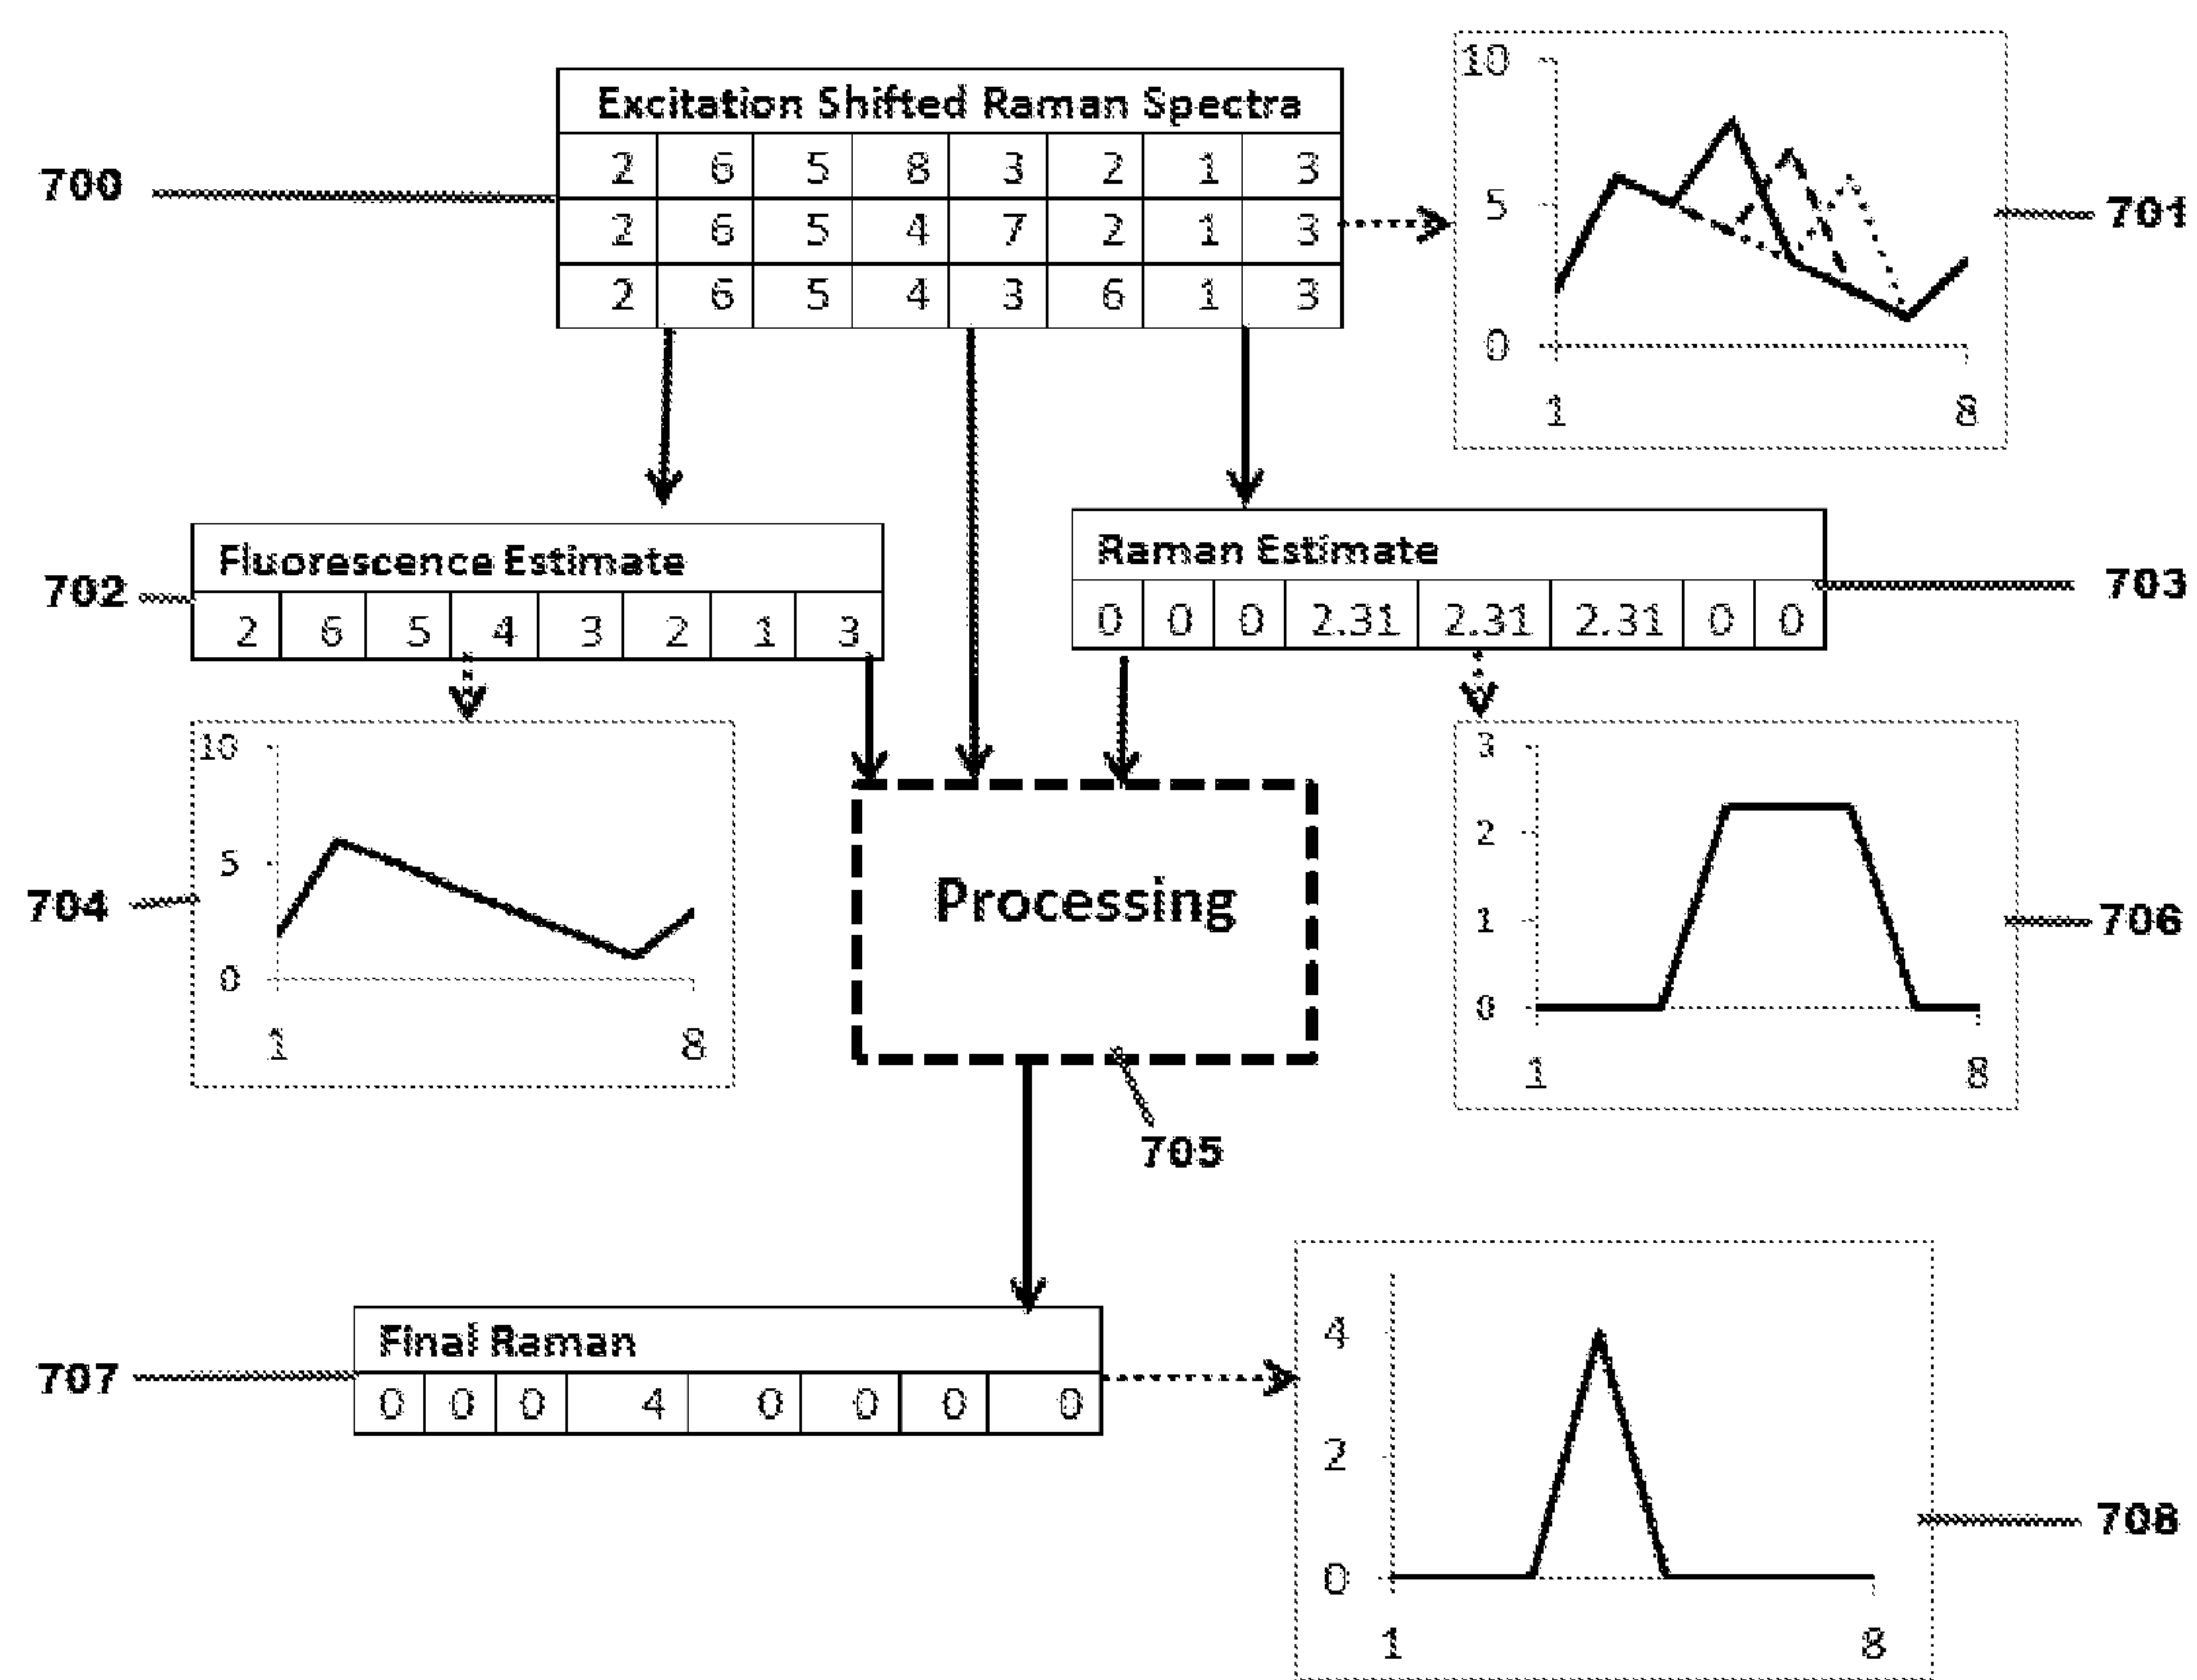 Excitation Shifted Raman Spectra
2 6 5 8 3 2 1 3
2 6 5 4 7 2 1 3
2 6 5 4 3 6 1 3
700
10
5
0
1 8
701
Fluorescence Estimate
2 6 5 4 3 2 1 3
702
Raman Estimate
0 0 0 2.31 2.31 2.31 0 0
703
10
5
0
1 8
704
Processing
705
3
2
1
0
1 8
706
Final Raman
0 0 0 4 0 0 0 0
707
4
2
0
1 8
708